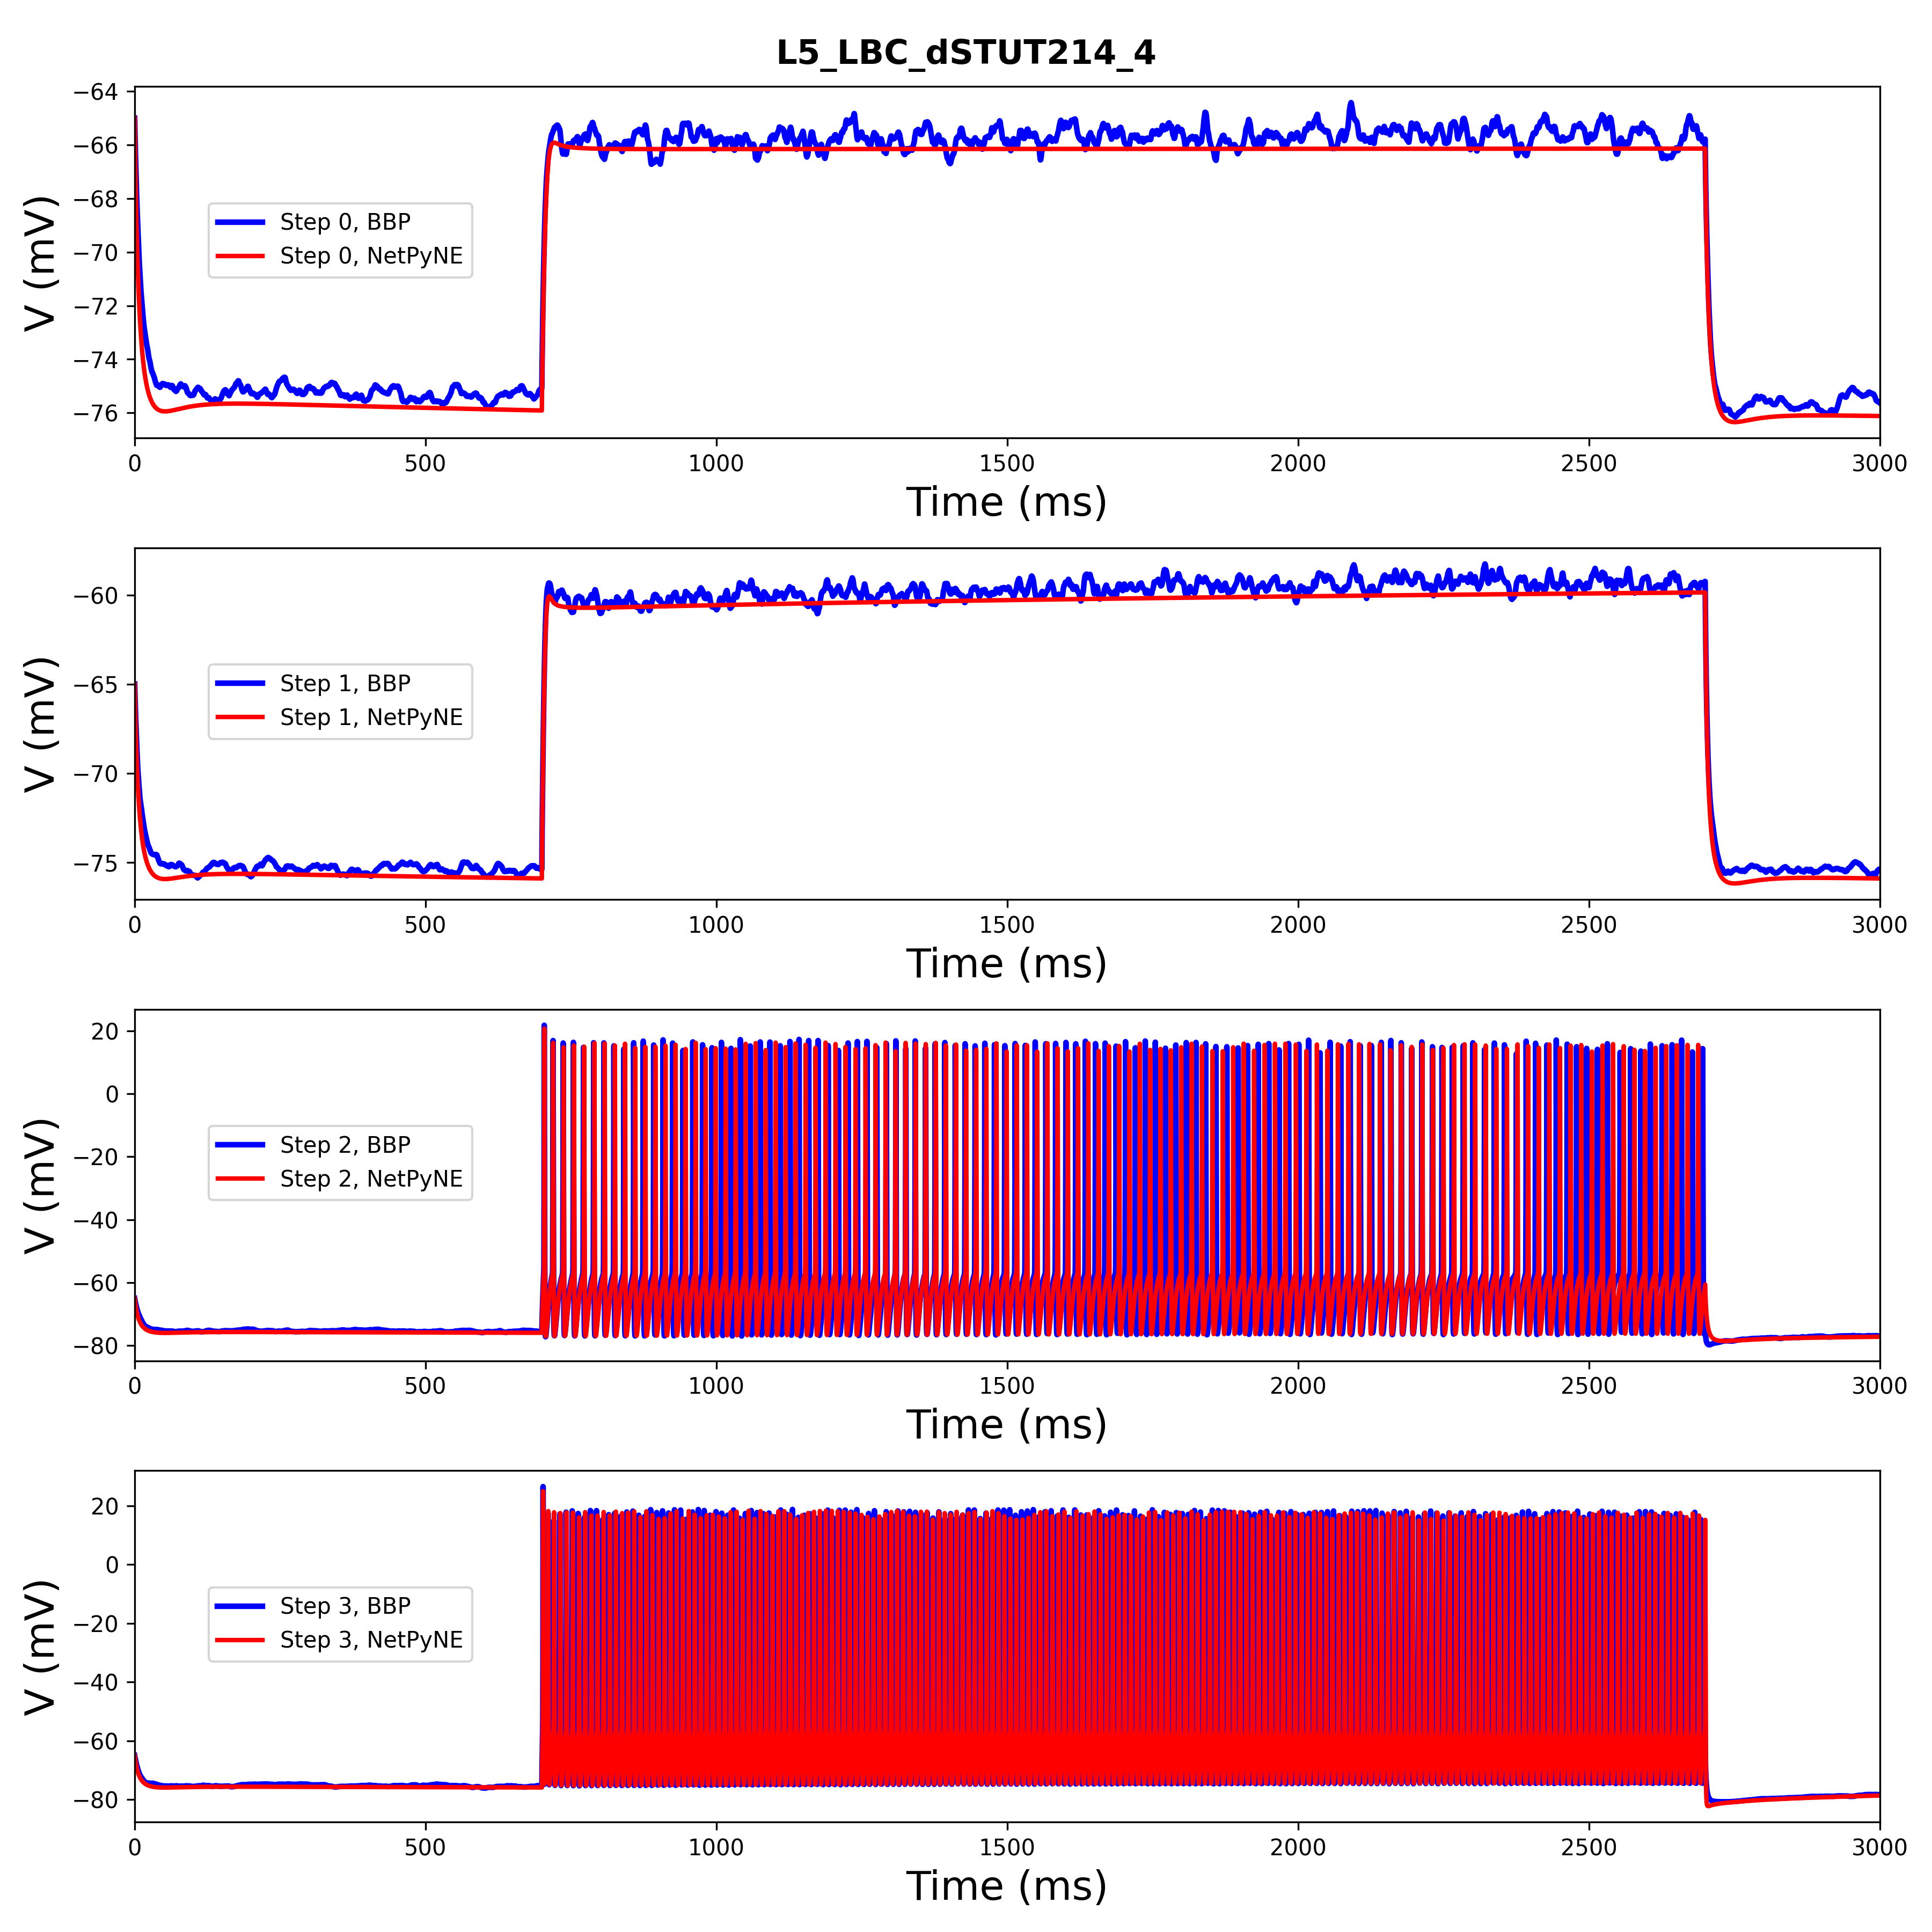 L5_LBC_dSTUT214_4
−64
−66
−68
−70
−72
−74
−76
V (mV)
Step 0, BBP
Step 0, NetPyNE
0 500 1000 1500 2000 2500 3000
Time (ms)
−60
−65
−70
−75
V (mV)
Step 1, BBP
Step 1, NetPyNE
0 500 1000 1500 2000 2500 3000
Time (ms)
20
0
−20
−40
−60
−80
V (mV)
Step 2, BBP
Step 2, NetPyNE
0 500 1000 1500 2000 2500 3000
Time (ms)
20
0
−20
−40
−60
−80
V (mV)
Step 3, BBP
Step 3, NetPyNE
0 500 1000 1500 2000 2500 3000
Time (ms)